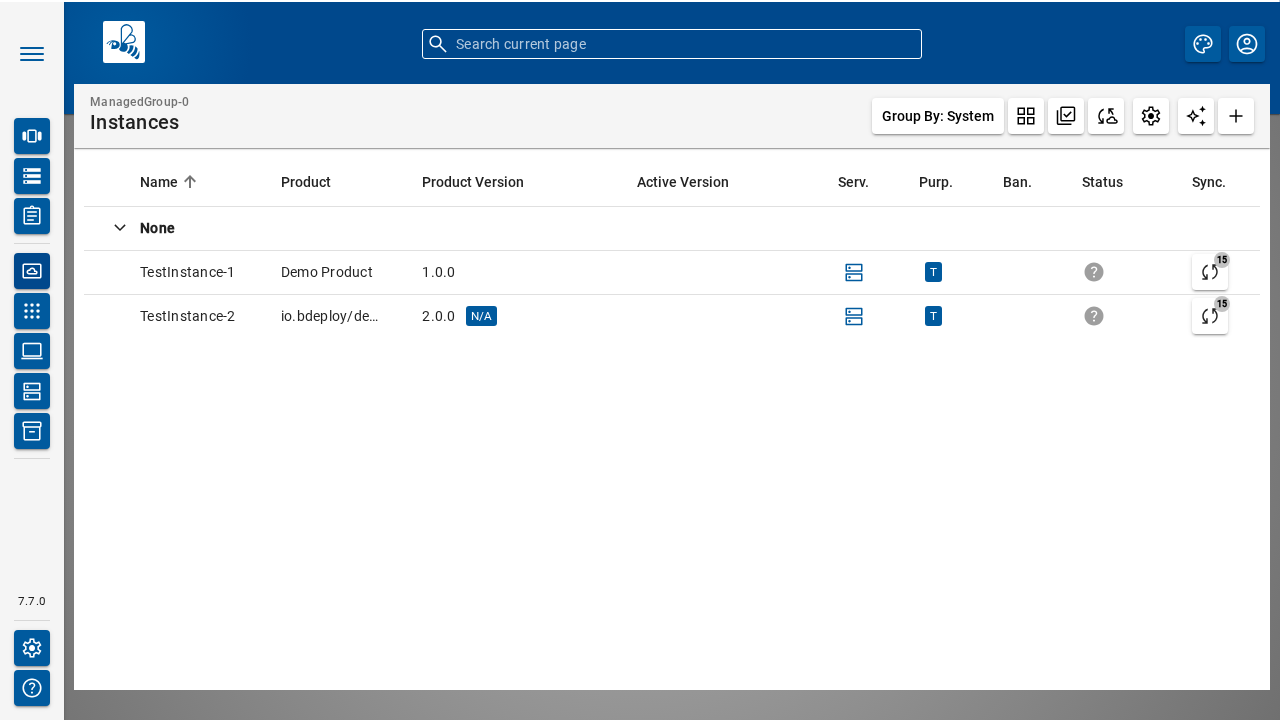 Search current page
ManagedGroup-0
Instances
Group By: System
Name Product Product Version Active Version Serv. Purp. Ban. Status Sync.
None
TestInstance-1 Demo Product 1.0.0 T ? 15
TestInstance-2 io.bdeploy/de… 2.0.0 N/A T ? 15
7.7.0